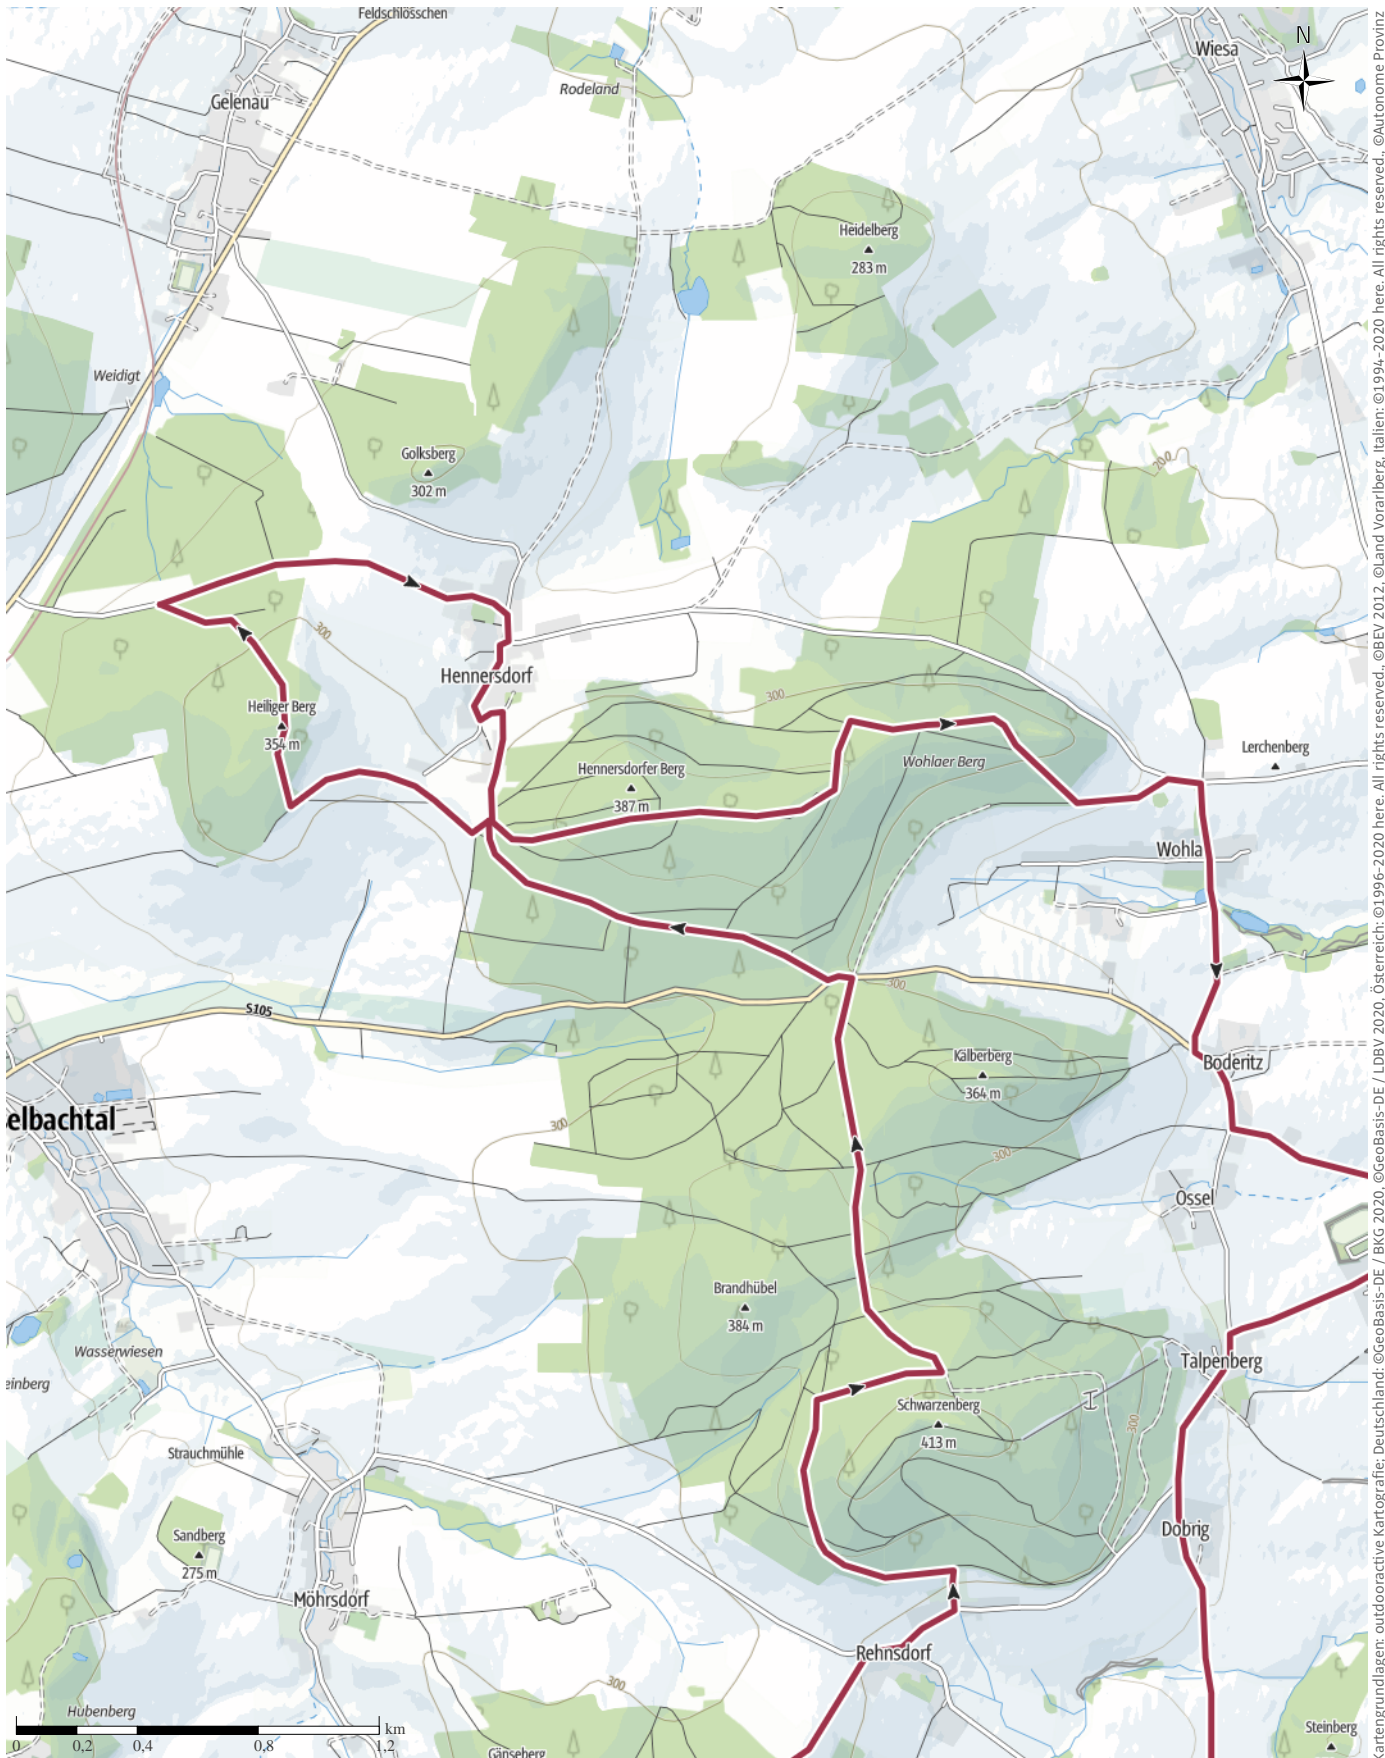 Feldschlösschen
N
Wiesa
Rodeland
Gelenau
Heidelberg
283 m
Weidigt
Golksberg
302 m
200
300
Hennersdorf
Heiliger Berg
354 m
300
Wohlaer Berg
Lerchenberg
Hennersdorfer Berg
387 m
Wohla
300
S105
Kälberberg
364 m
Boderitz
elbachtal
300
300
Ossel
Brandhübel
384 m
Wasserwiesen
Talpenberg
einberg
Schwarzenberg
413 m
300
Strauchmühle
Sandberg
275 m
Dobrig
Möhrsdorf
Rehnsdorf
300
Hubenberg
Steinberg
Gänseberg
km
0 0,2 0,4 0,8 1,2
artengrundlagen: outdooractive Kartografie; Deutschland: ©GeoBasis-DE / BKG 2020, ©GeoBasis-DE / LDBV 2020, Österreich: ©1996-2020 here. All rights reserved., ©BEV 2012, ©Land Vorarlberg, Italien: ©1994-2020 here. All rights reserved., ©Autonome Provinz